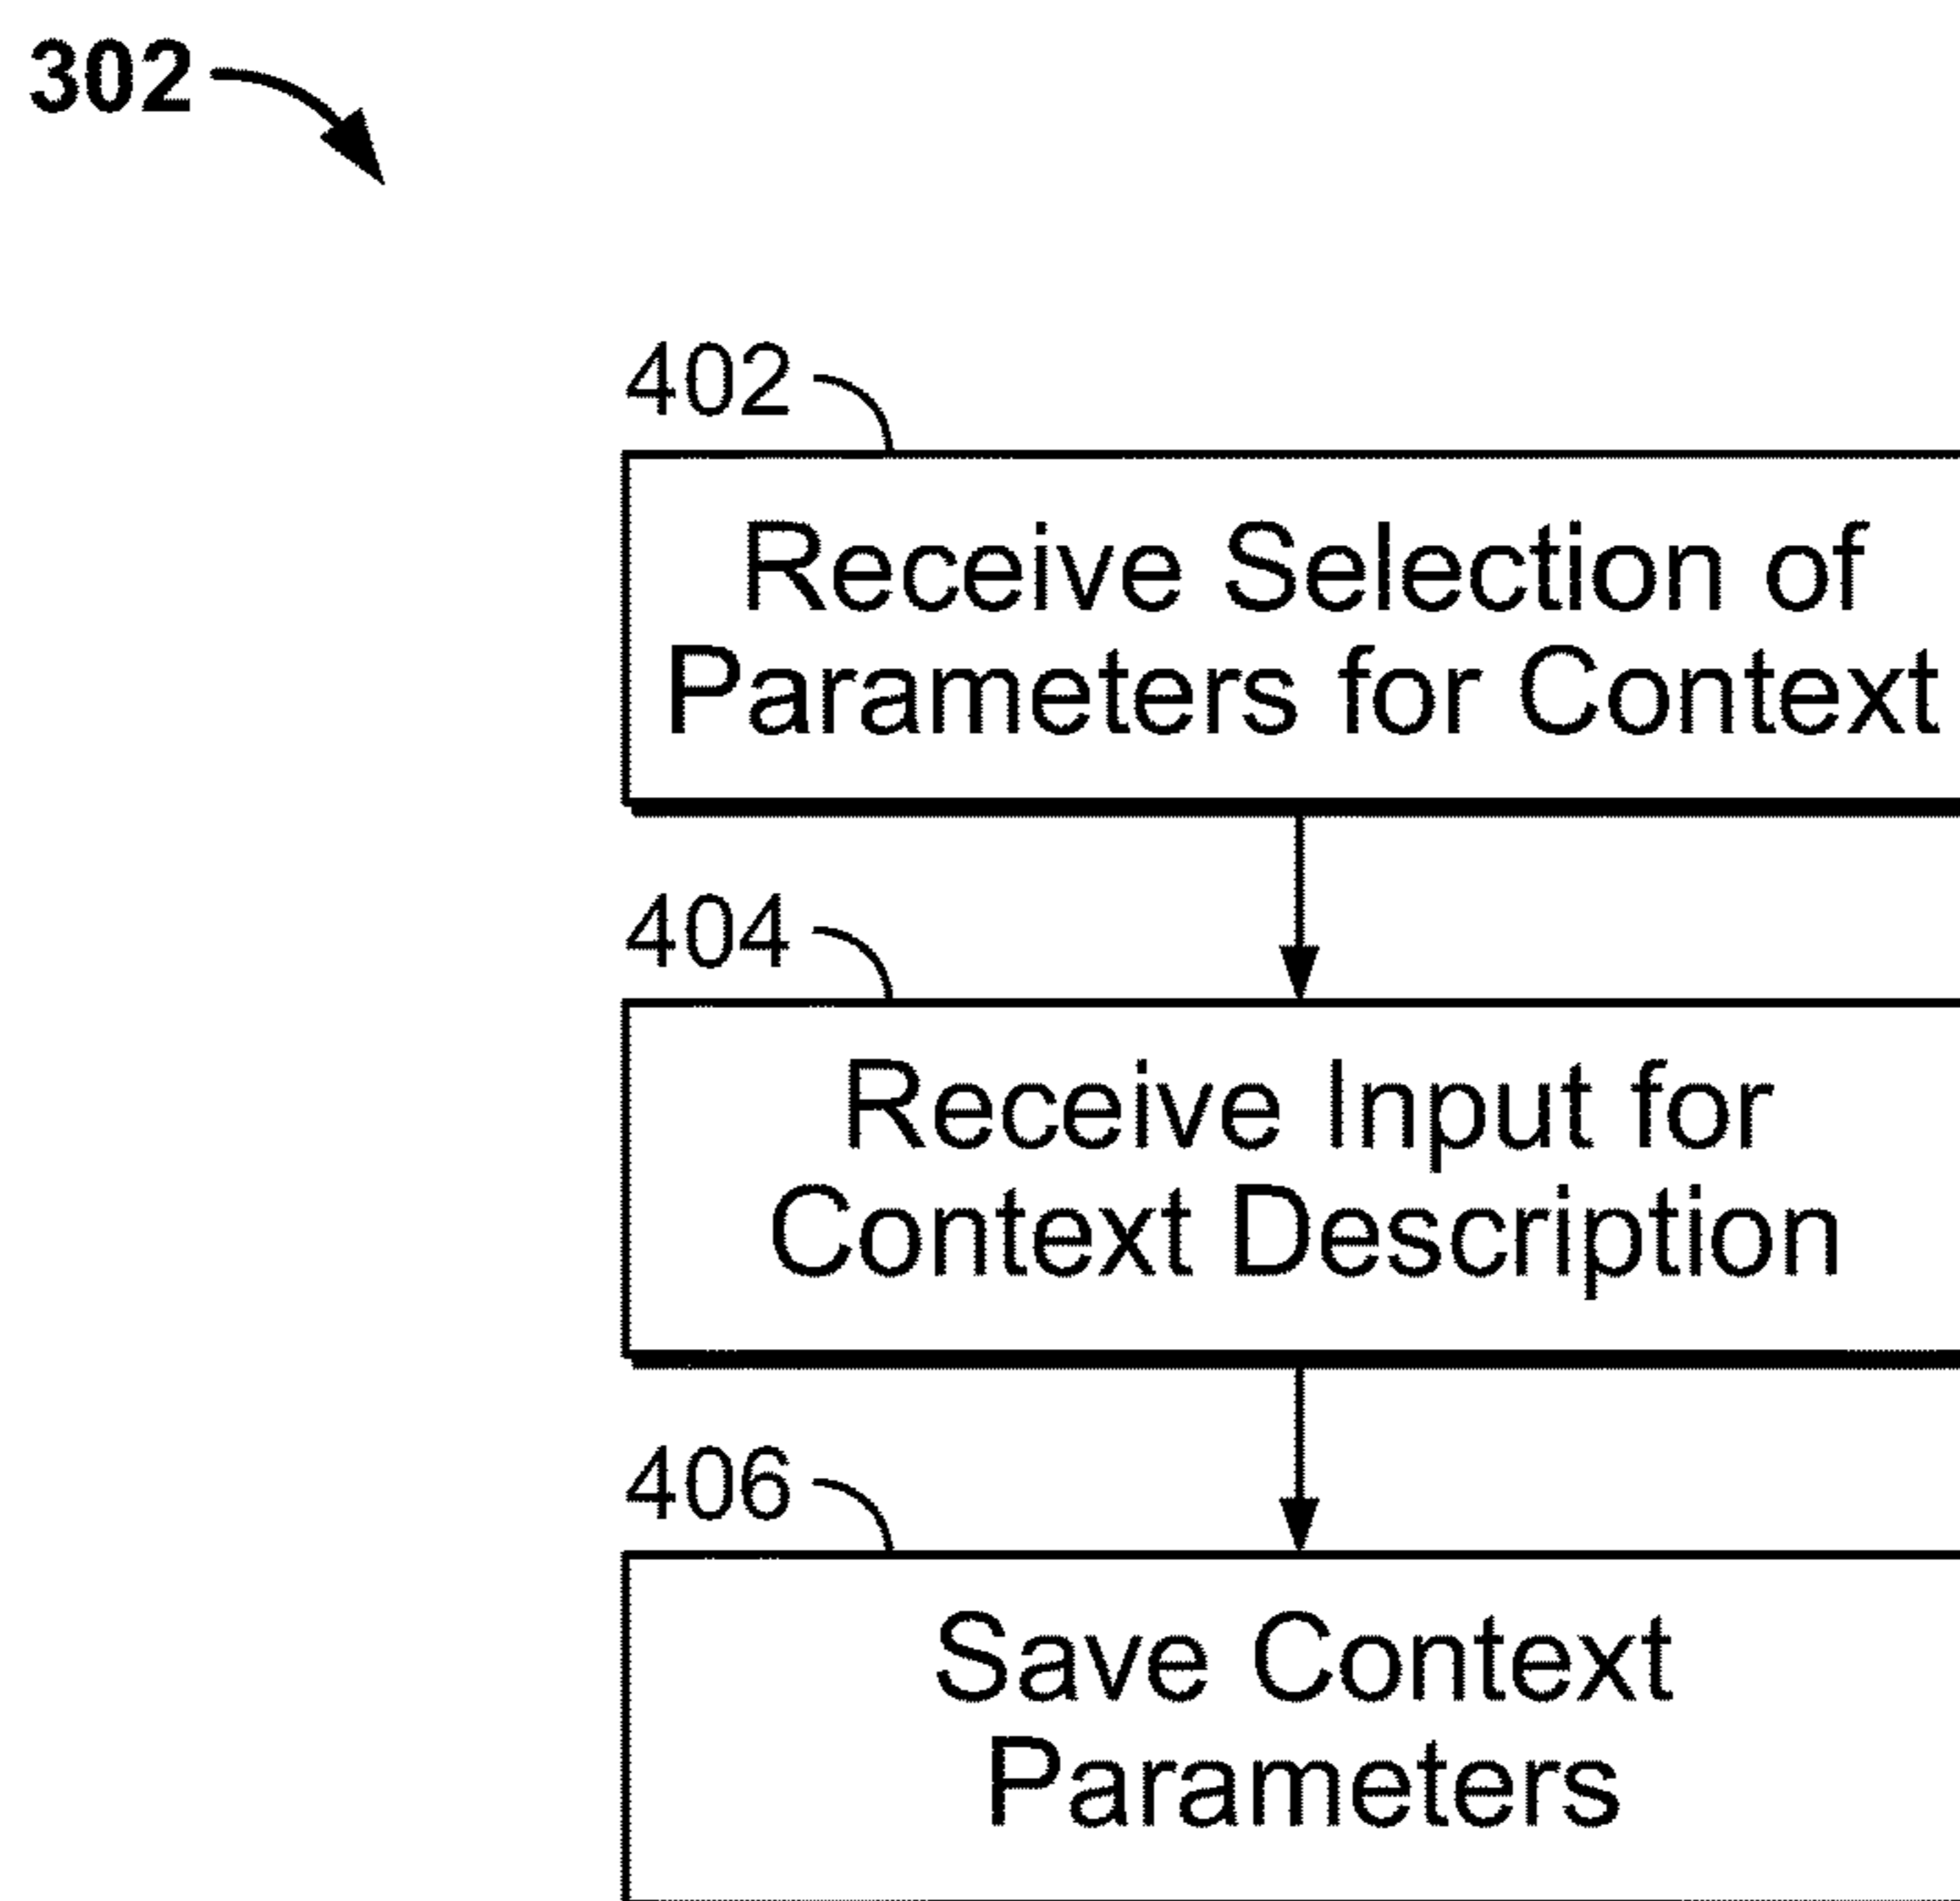 302
402
Receive Selection of
Parameters for Context
404
Receive Input for
Context Description
406
Save Context
Parameters